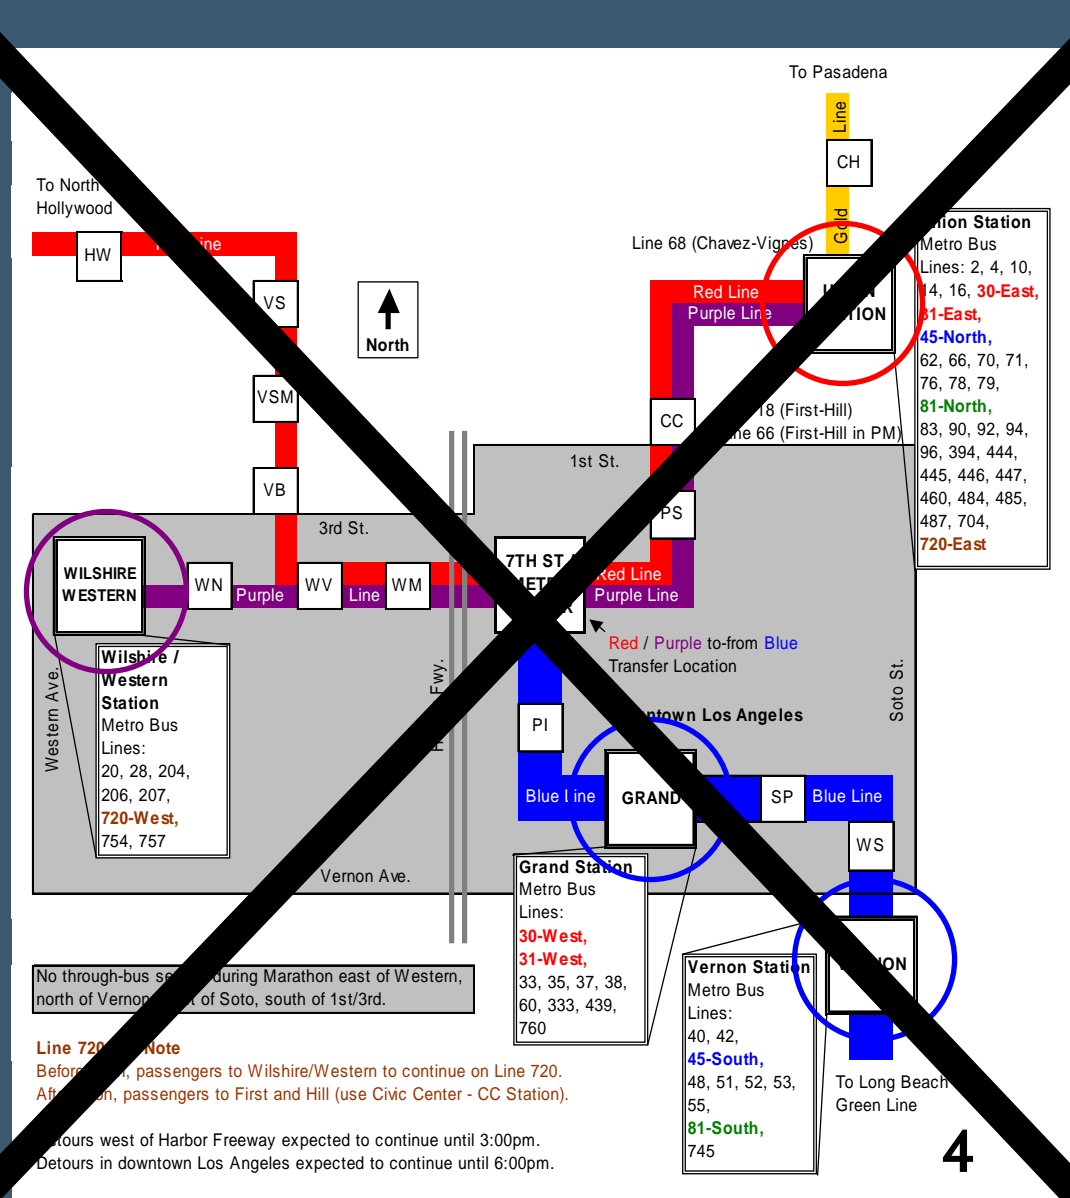 To Pasadena
Line
CH
To North
Hollywood
Gold
Union Station
Line 68 (Chavez-Vignes)
HW
Metro Bus
Lines: 2, 4, 10,
14, 16, 30-East,
31-East,
45-North,
62, 66, 70, 71,
76, 78, 79,
81-North,
83, 90, 92, 94,
96, 394, 444,
445, 446, 447,
460, 484, 485,
487, 704,
720-East
VS
Red Line
Purple Line
North
VSM
CC
18 (First-Hill)
66 (First-Hill in PM)
1st St.
VB
PS
3rd St.
WILSHIRE
WESTERN
WN
Purple
WV
Line
WM
7TH ST /
Red Line
Purple Line
Red / Purple to-from Blue
Transfer Location
Wilshire /
Western
Station
Metro Bus
Lines:
20, 28, 204,
206, 207,
720-West,
754, 757
Western Ave.
Fwy.
Soto St.
PI
Los Angeles
Blue Line
GRAND
SP
Blue Line
WS
Vernon Ave.
Grand Station
Metro Bus
Lines:
30-West,
31-West,
33, 35, 37, 38,
60, 333, 439,
760
Vernon Station
Metro Bus
Lines:
40, 42,
45-South,
48, 51, 52, 53,
55,
81-South,
745
No through-bus during Marathon east of Western,
north of Vernon, of Soto, south of 1st/3rd.
Line 720 Note
Before passengers to Wilshire/Western to continue on Line 720.
passengers to First and Hill (use Civic Center - CC Station).
Detours west of Harbor Freeway expected to continue until 3:00pm.
Detours in downtown Los Angeles expected to continue until 6:00pm.
To Long Beach
Green Line
4